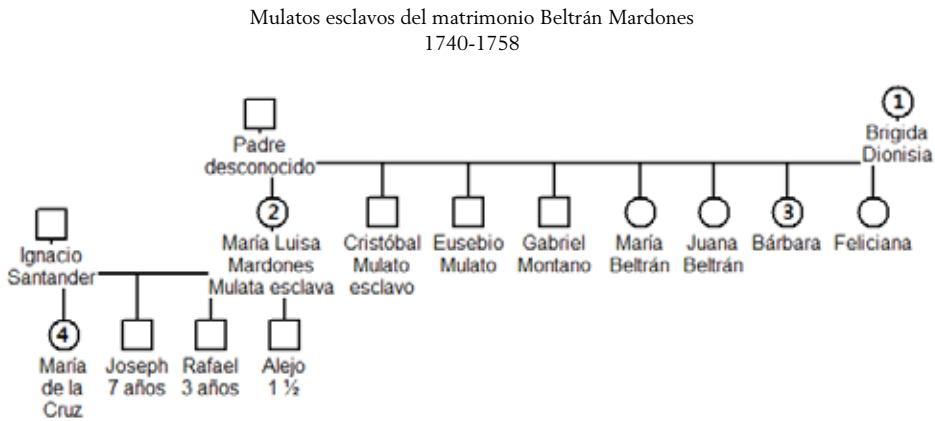 Mulatos esclavos del matrimonio Beltrán Mardones
1740-1758
1
Brigida
Dionisia
Padre
desconocido
2
María Luisa
Mardones
Mulata esclava
Cristóbal
Mulato
esclavo
Eusebio
Mulato
Gabriel
Montano
María
Beltrán
Juana
Beltrán
3
Bárbara
Feliciana
Ignacio
Santander
4
María
de la
Cruz
Joseph
7 años
Rafael
3 años
Alejo
1 ½